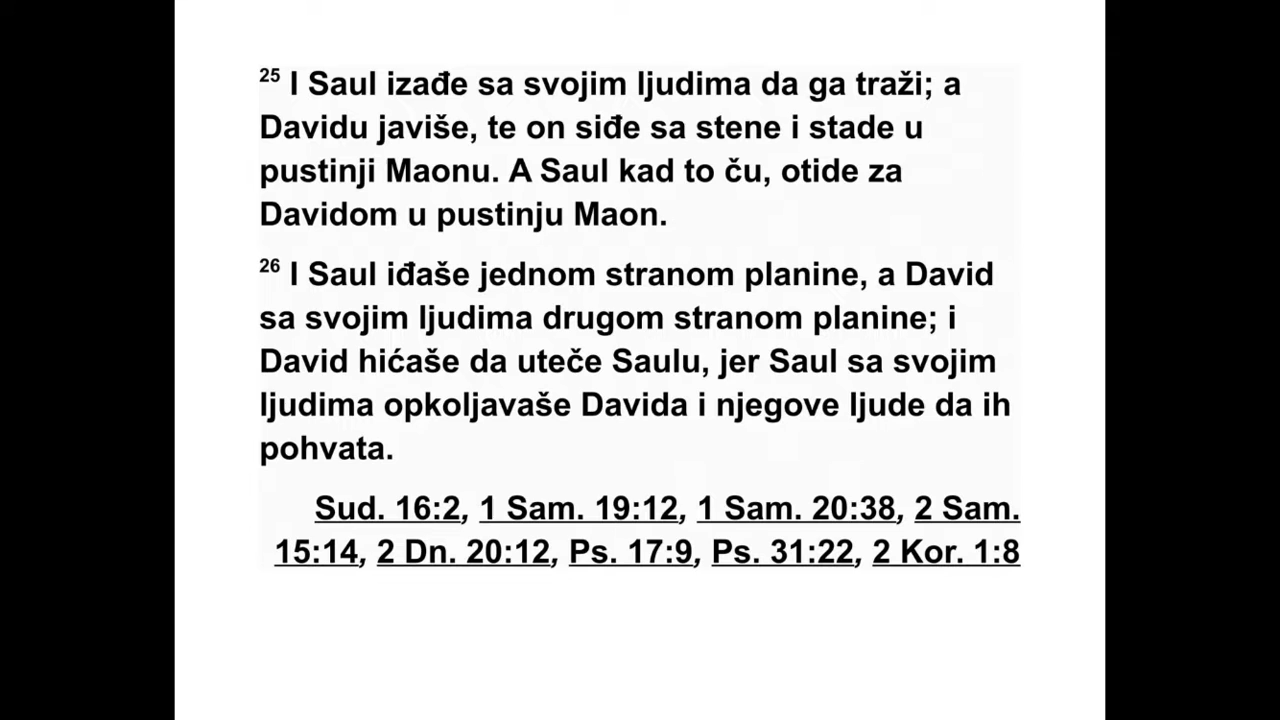 25 I Saul izađe sa svojim ljudima da ga traži; a
Davidu javiše, te on siđe sa stene i stade u
pustinji Maonu. A Saul kad to ču, otide za
Davidom u pustinju Maon.
26 I Saul iđaše jednom stranom planine, a David
sa svojim ljudima drugom stranom planine; i
David hićaše da uteče Saulu, jer Saul sa svojim
ljudima opkoljavaše Davida i njegove ljude da ih
pohvata.
Sud. 16:2, 1 Sam. 19:12, 1 Sam. 20:38, 2 Sam.
15:14, 2 Dn. 20:12, Ps. 17:9, Ps. 31:22, 2 Kor. 1:8